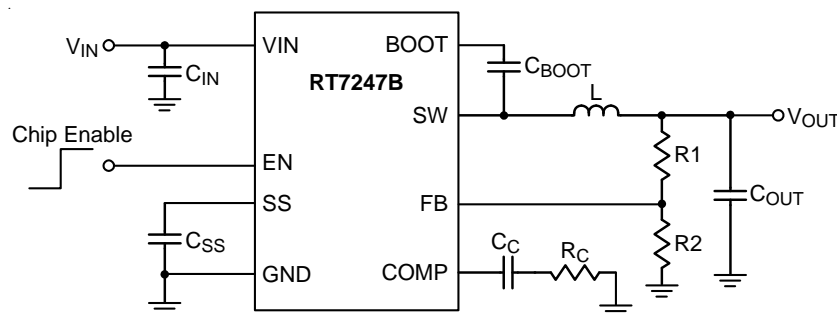 VIN
VIN
BOOT
CIN
CBOOT
RT7247B
L
SW
VOUT
Chip Enable
R1
EN
SS
FB
COUT
CSS
CC
RC
R2
GND
COMP